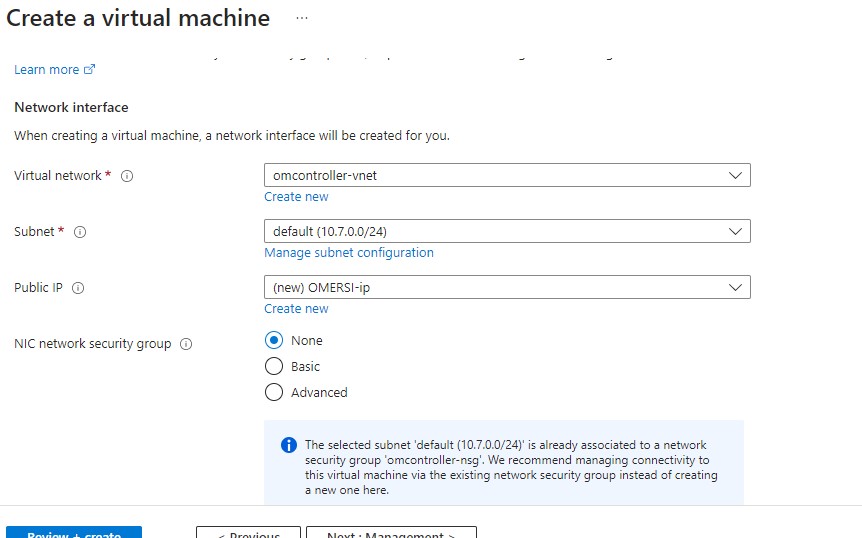 Create a virtual machine ...
Learn more
Network interface
When creating a virtual machine, a network interface will be created for you.
Virtual network *
omcontroller-vnet
Create new
Subnet *
default (10.7.0.0/24)
Manage subnet configuration
Public IP
(new) OMERSI-ip
Create new
NIC network security group
None
Basic
Advanced
The selected subnet 'default (10.7.0.0/24)' is already associated to a network
security group 'omcontroller-nsg'. We recommend managing connectivity to
this virtual machine via the existing network security group instead of creating
a new one here.
Review + create
< Previous
Next : Management >